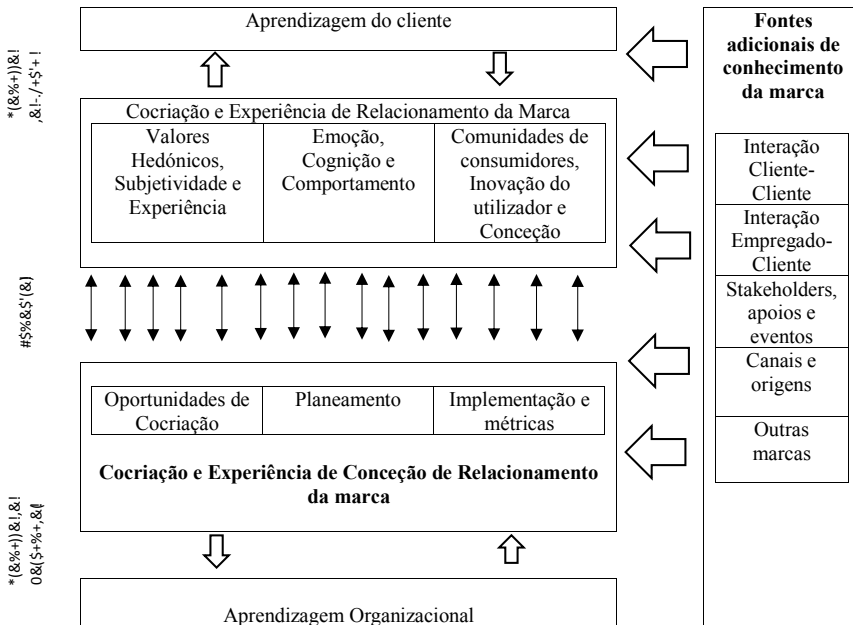 Aprendizagem do cliente
*(&%+))&!
,&!-./+$'+ !
Cocriação e Experiência de Relacionamento da Marca
Valores
Hedónicos,
Subjetividade e
Experiência
Emoção,
Cognição e
Comportamento
Comunidades de
consumidores,
Inovação do
utilizador e
Conceção
#$%&$'(&)
Oportunidades de
Cocriação
Planeamento
Implementação e
métricas
Cocriação e Experiência de Conceção de Relacionamento
da marca
*(&%+))&!,&!
Aprendizagem Organizacional
Fontes
adicionais de
conhecimento
da marca
Interação
Cliente-
Cliente
Interação
Empregado-
Cliente
Stakeholders,
apoios e
eventos
Canais e
origens
Outras
marcas